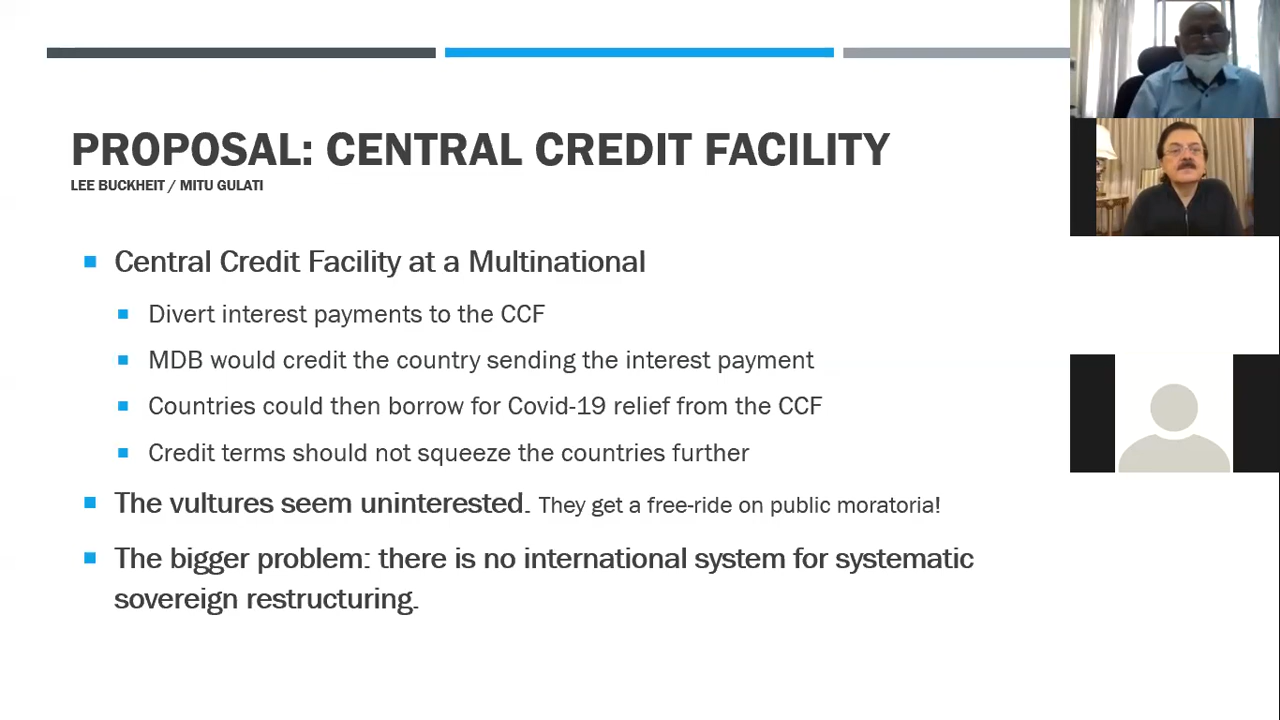 PROPOSAL: CENTRAL CREDIT FACILITY
LEE BUCKHEIT / MITU GULATI
Central Credit Facility at a Multinational
Divert interest payments to the CCF
MDB would credit the country sending the interest payment
Countries could then borrow for Covid-19 relief from the CCF
Credit terms should not squeeze the countries further
The vultures seem uninterested. They get a free-ride on public moratoria!
The bigger problem: there is no international system for systematic
sovereign restructuring.